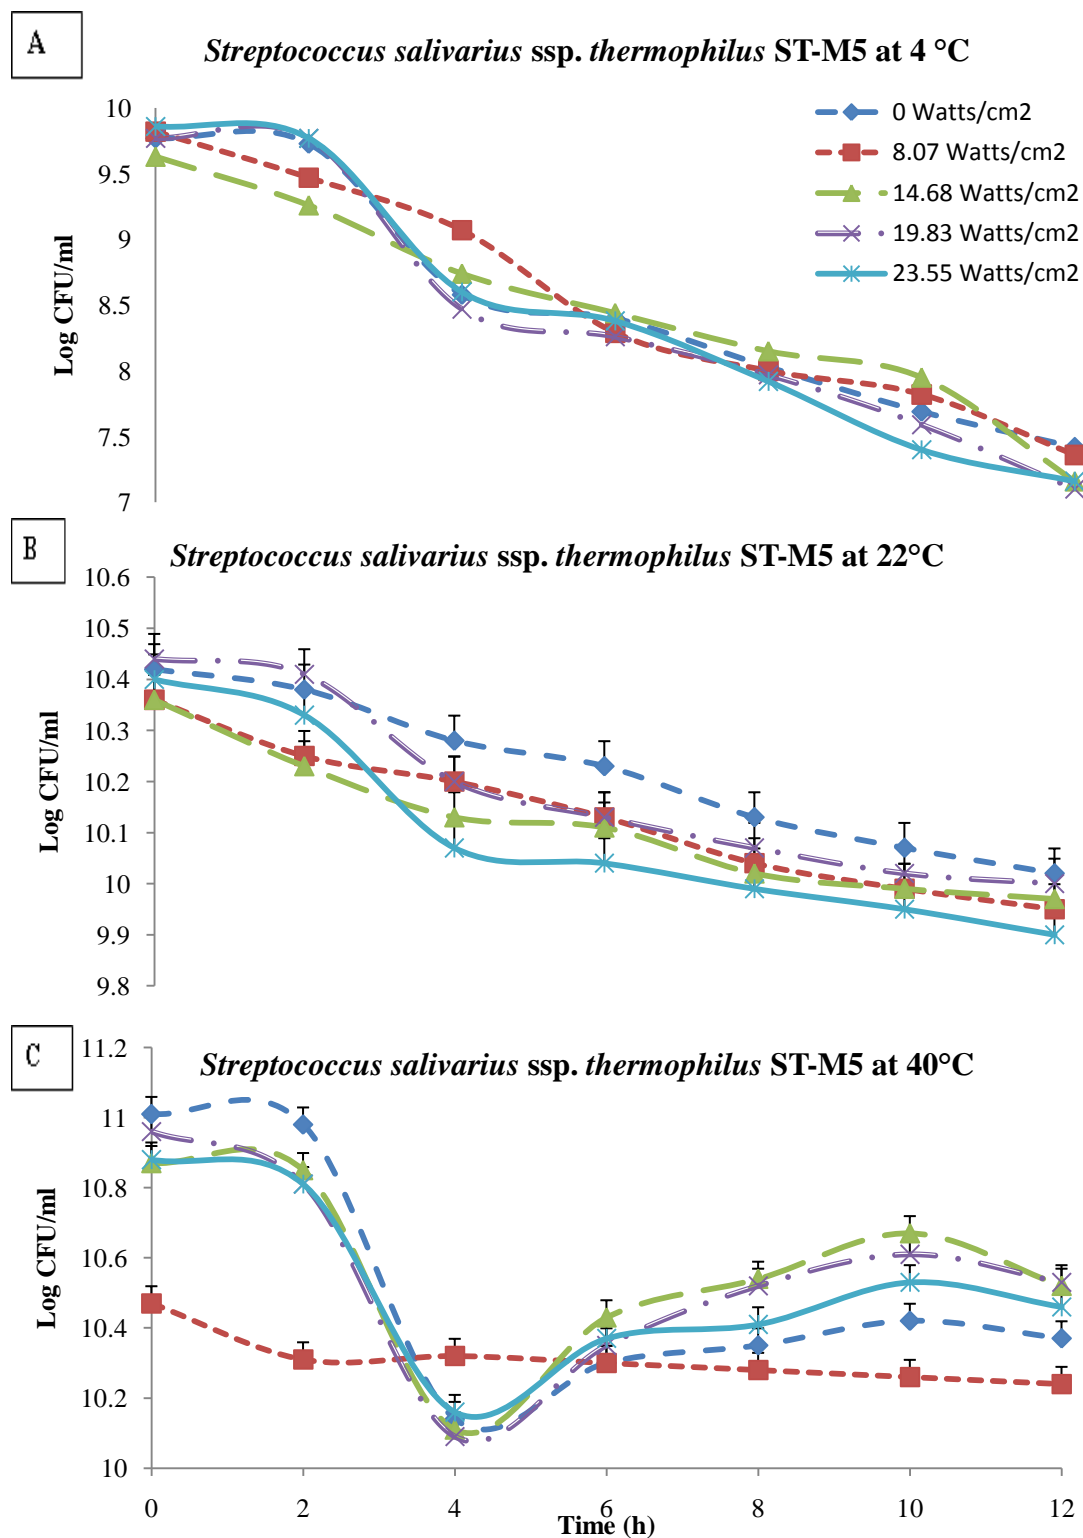 A
Streptococcus salivarius ssp. thermophilus ST-M5 at 4 °C
10
9.5
9
8.5
8
7.5
7
Log CFU/ml
0 Watts/cm2
8.07 Watts/cm2
14.68 Watts/cm2
19.83 Watts/cm2
23.55 Watts/cm2
B
Streptococcus salivarius ssp. thermophilus ST-M5 at 22°C
10.6
10.5
10.4
10.3
10.2
10.1
10
9.9
9.8
Log CFU/ml
C
Streptococcus salivarius ssp. thermophilus ST-M5 at 40°C
11.2
11
10.8
10.6
10.4
10.2
10
Log CFU/ml
0 2 4 6 8 10 12
Time (h)